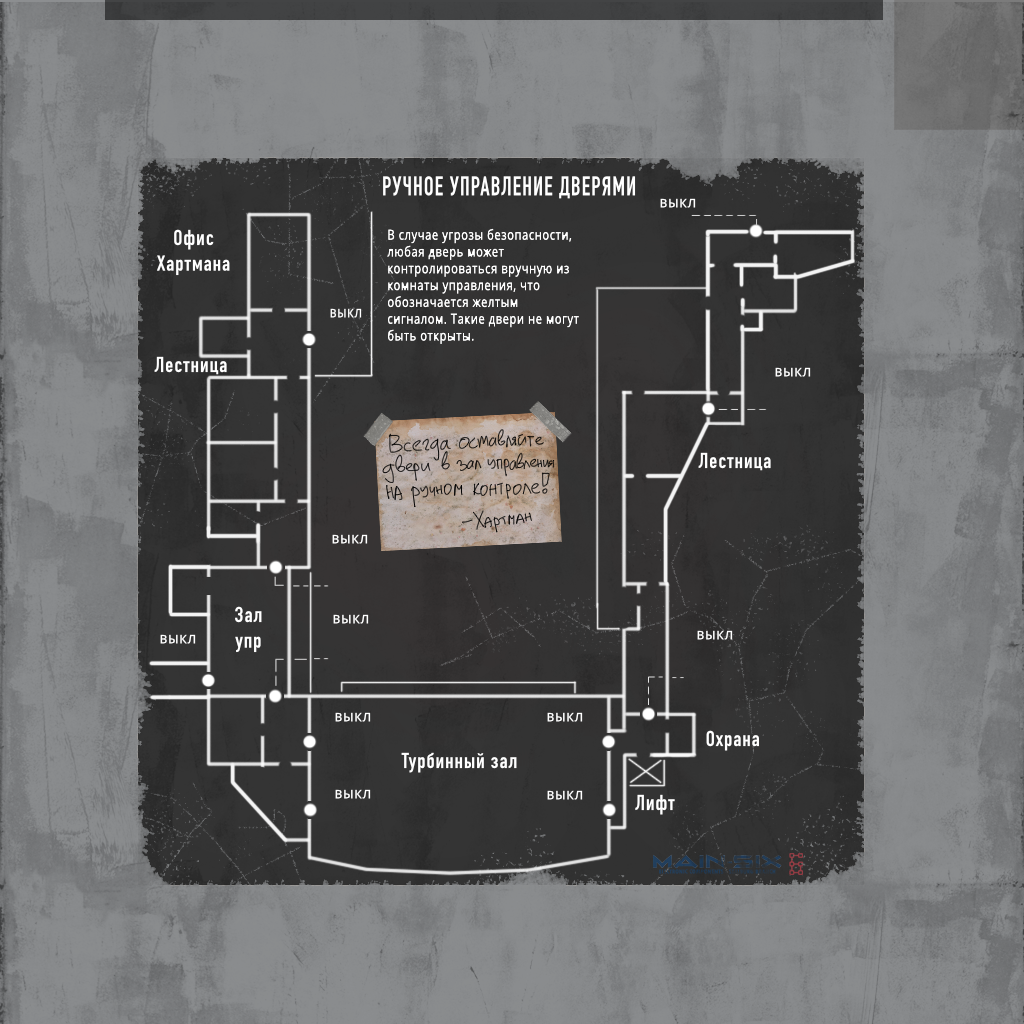 РУЧНОЕ УПРАВЛЕНИЕ ДВЕРЯМИ
ВЫКЛ
Офис
Хартмана
В случае угрозы безопасности,
любая дверь может
контролироваться вручную из
комнаты управления, что
обозначается желтым
сигналом. Такие двери не могут
быть открыты.
ВЫКЛ
Лестница
ВЫКЛ
Всегда оставляйте
двери в зал управления
на ручном контроле!
–Хартман
Лестница
ВЫКЛ
Зал
упр
ВЫКЛ
ВЫКЛ
ВЫКЛ
ВЫКЛ
ВЫКЛ
Охрана
Турбинный зал
ВЫКЛ
ВЫКЛ
Лифт
MAIN SIX